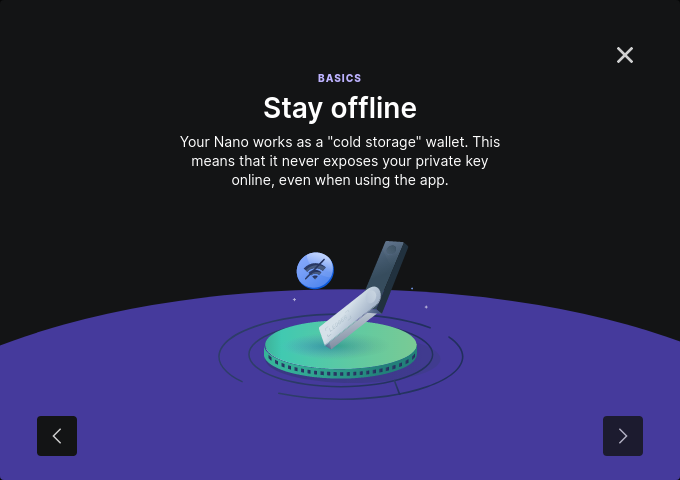 BASICS
Stay offline
Your Nano works as a "cold storage" wallet. This
means that it never exposes your private key
online, even when using the app.